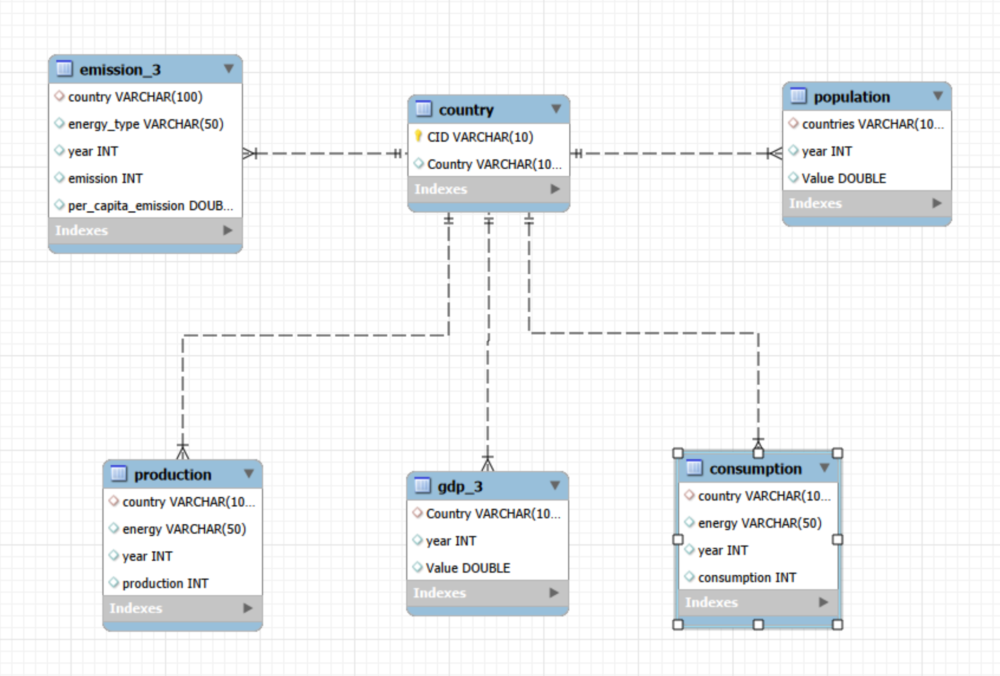 emission_3
country VARCHAR(100)
energy_type VARCHAR(50)
year INT
emission INT
per_capita_emission DOUB...
Indexes
country
CID VARCHAR(10)
Country VARCHAR(10...
Indexes
population
countries VARCHAR(10...
year INT
Value DOUBLE
Indexes
production
country VARCHAR(10...
energy VARCHAR(50)
year INT
production INT
Indexes
gdp_3
Country VARCHAR(10...
year INT
Value DOUBLE
Indexes
consumption
country VARCHAR(10...
energy VARCHAR(50)
year INT
consumption INT
Indexes